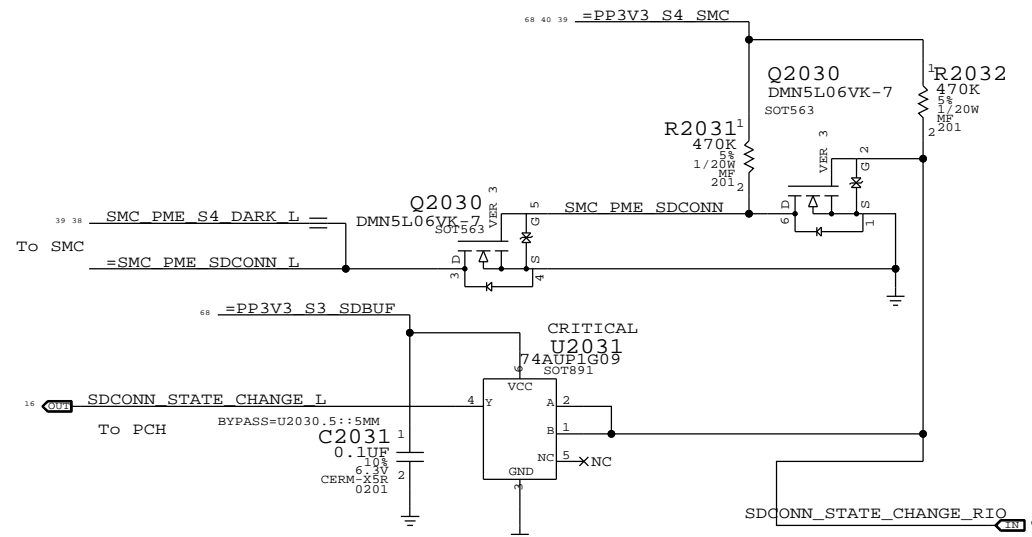 68 40 39 =PP3V3_S4_SMC
Q2030
DMN5L06VK-7
SOT563
VER 3
1 R2032
470K
5%
1/20W
MF
2 201
R2031 1
470K
5%
1/20W
MF
201 2
G 2
6 D
S 1
Q2030
DMN5L06VK-7
SOT563
VER 3
G 5
SMC_PME_SDCONN
39 38 SMC_PME_S4_DARK_L
To SMC
=SMC_PME_SDCONN_L
3 D
S 4
68 =PP3V3_S3_SDBUF
CRITICAL
U2031
74AUP1G09
SOT891
6
VCC
16 OUT SDCONN_STATE_CHANGE_L
4 Y
A 2
B 1
NC 5 NC
GND
3
To PCH
BYPASS=U2030.5::5MM
C2031 1
0.1UF
10%
6.3V
CERM-X5R
0201
2
SDCONN_STATE_CHANGE_RIO
IN